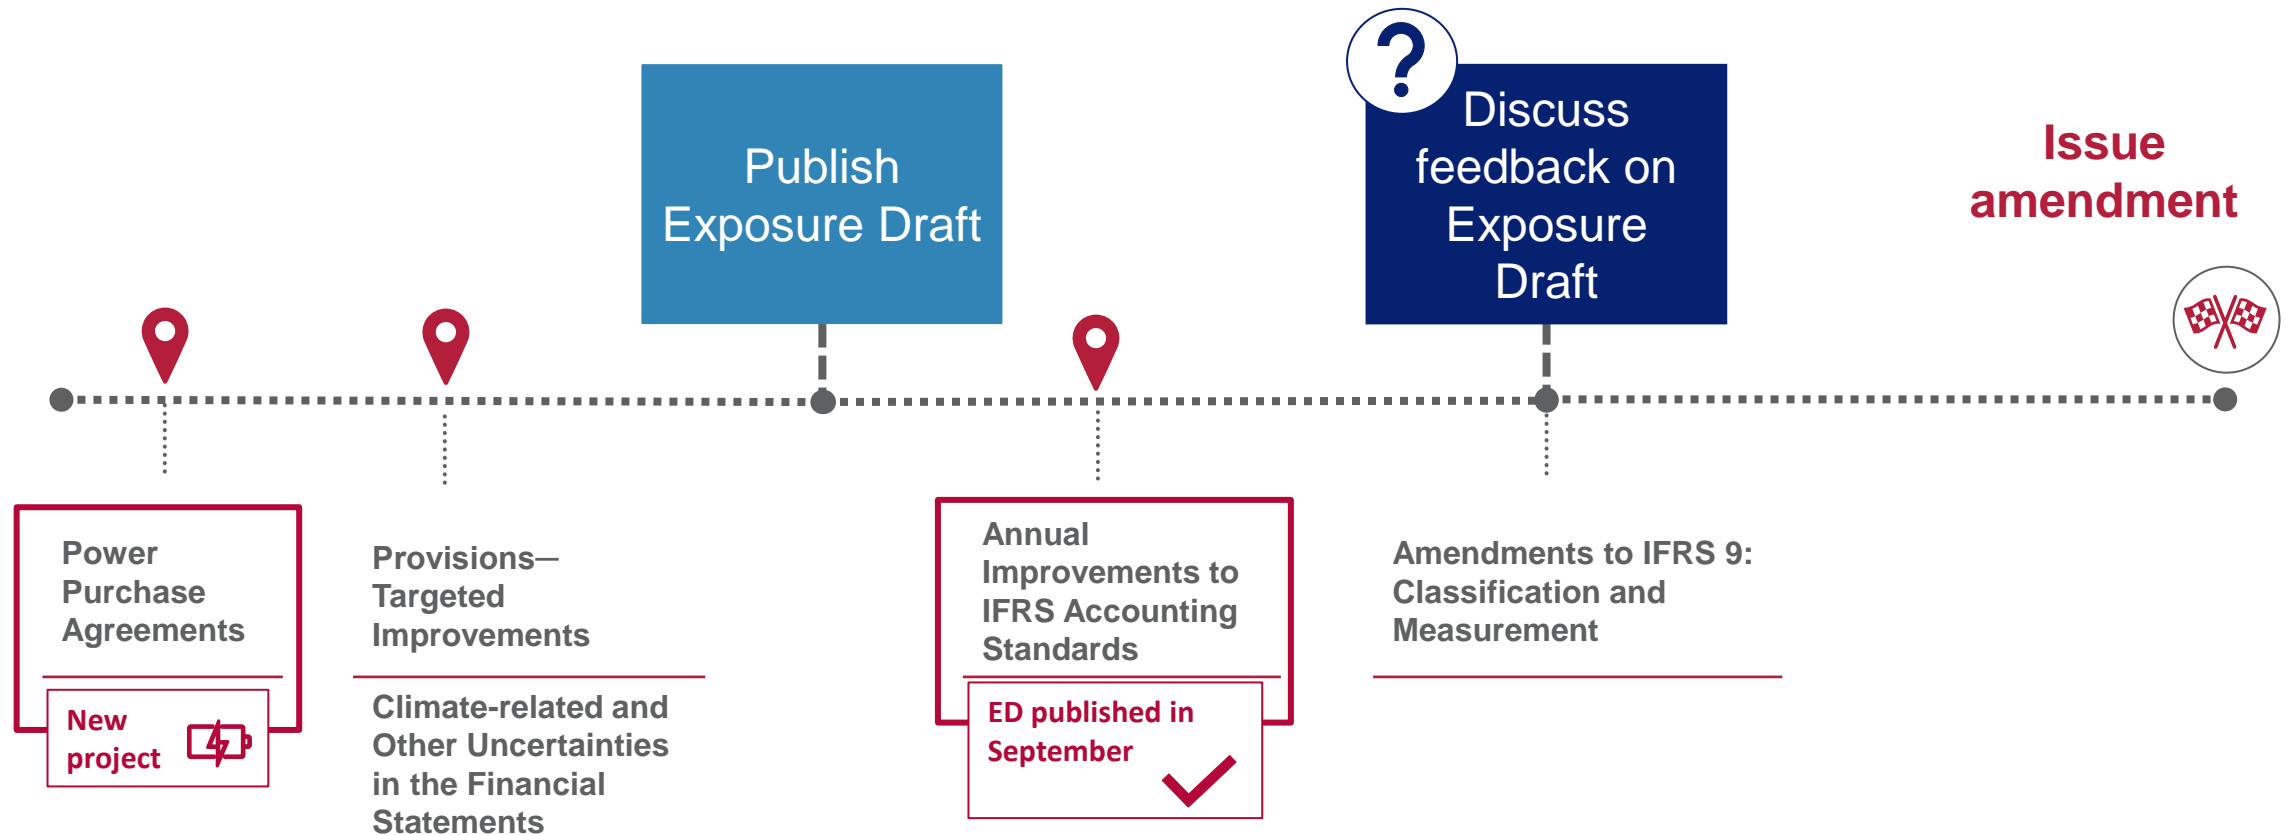 Publish
Exposure Draft
?
Discuss
feedback on
Exposure
Draft
Issue
amendment
Power
Purchase
Agreements
New
project
Provisions—
Targeted
Improvements
Climate-related and
Other Uncertainties
in the Financial
Statements
Annual
Improvements to
IFRS Accounting
Standards
ED published in
September
Amendments to IFRS 9:
Classification and
Measurement